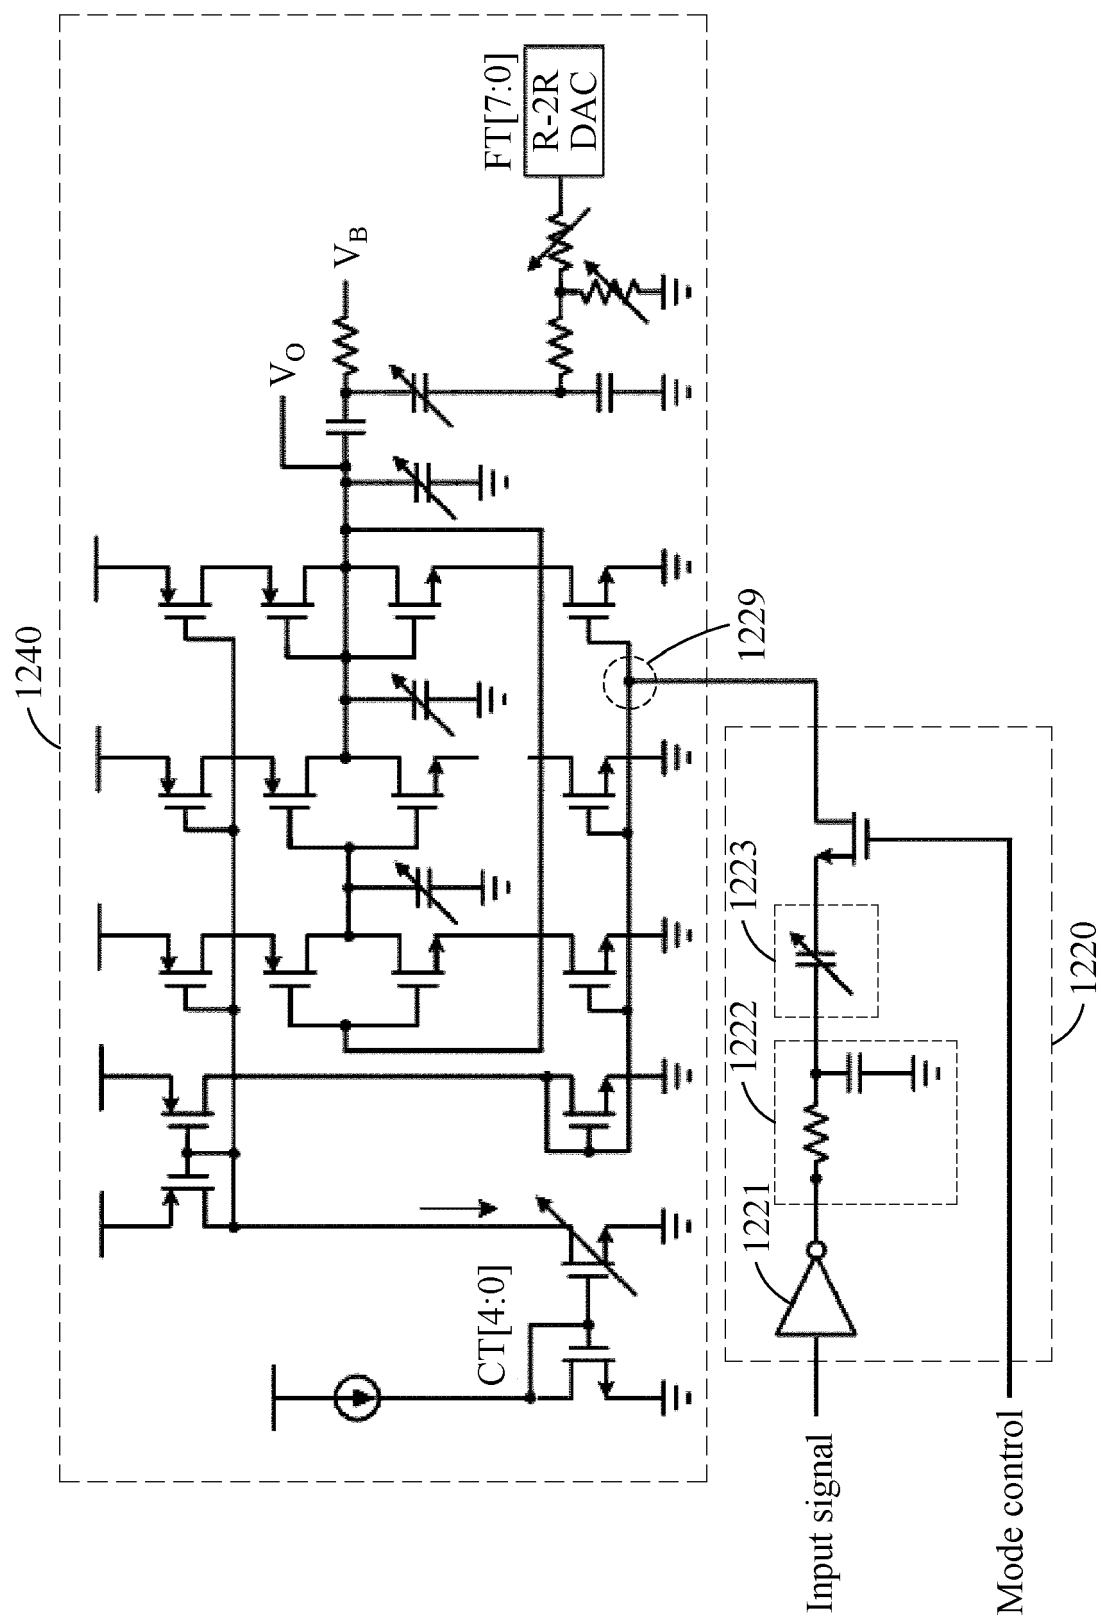 1240
CT[4:0]
V_O
V_B
FT[7:0]
R-2R
DAC
1229
1220
1221
1222
1223
Input signal
Mode control